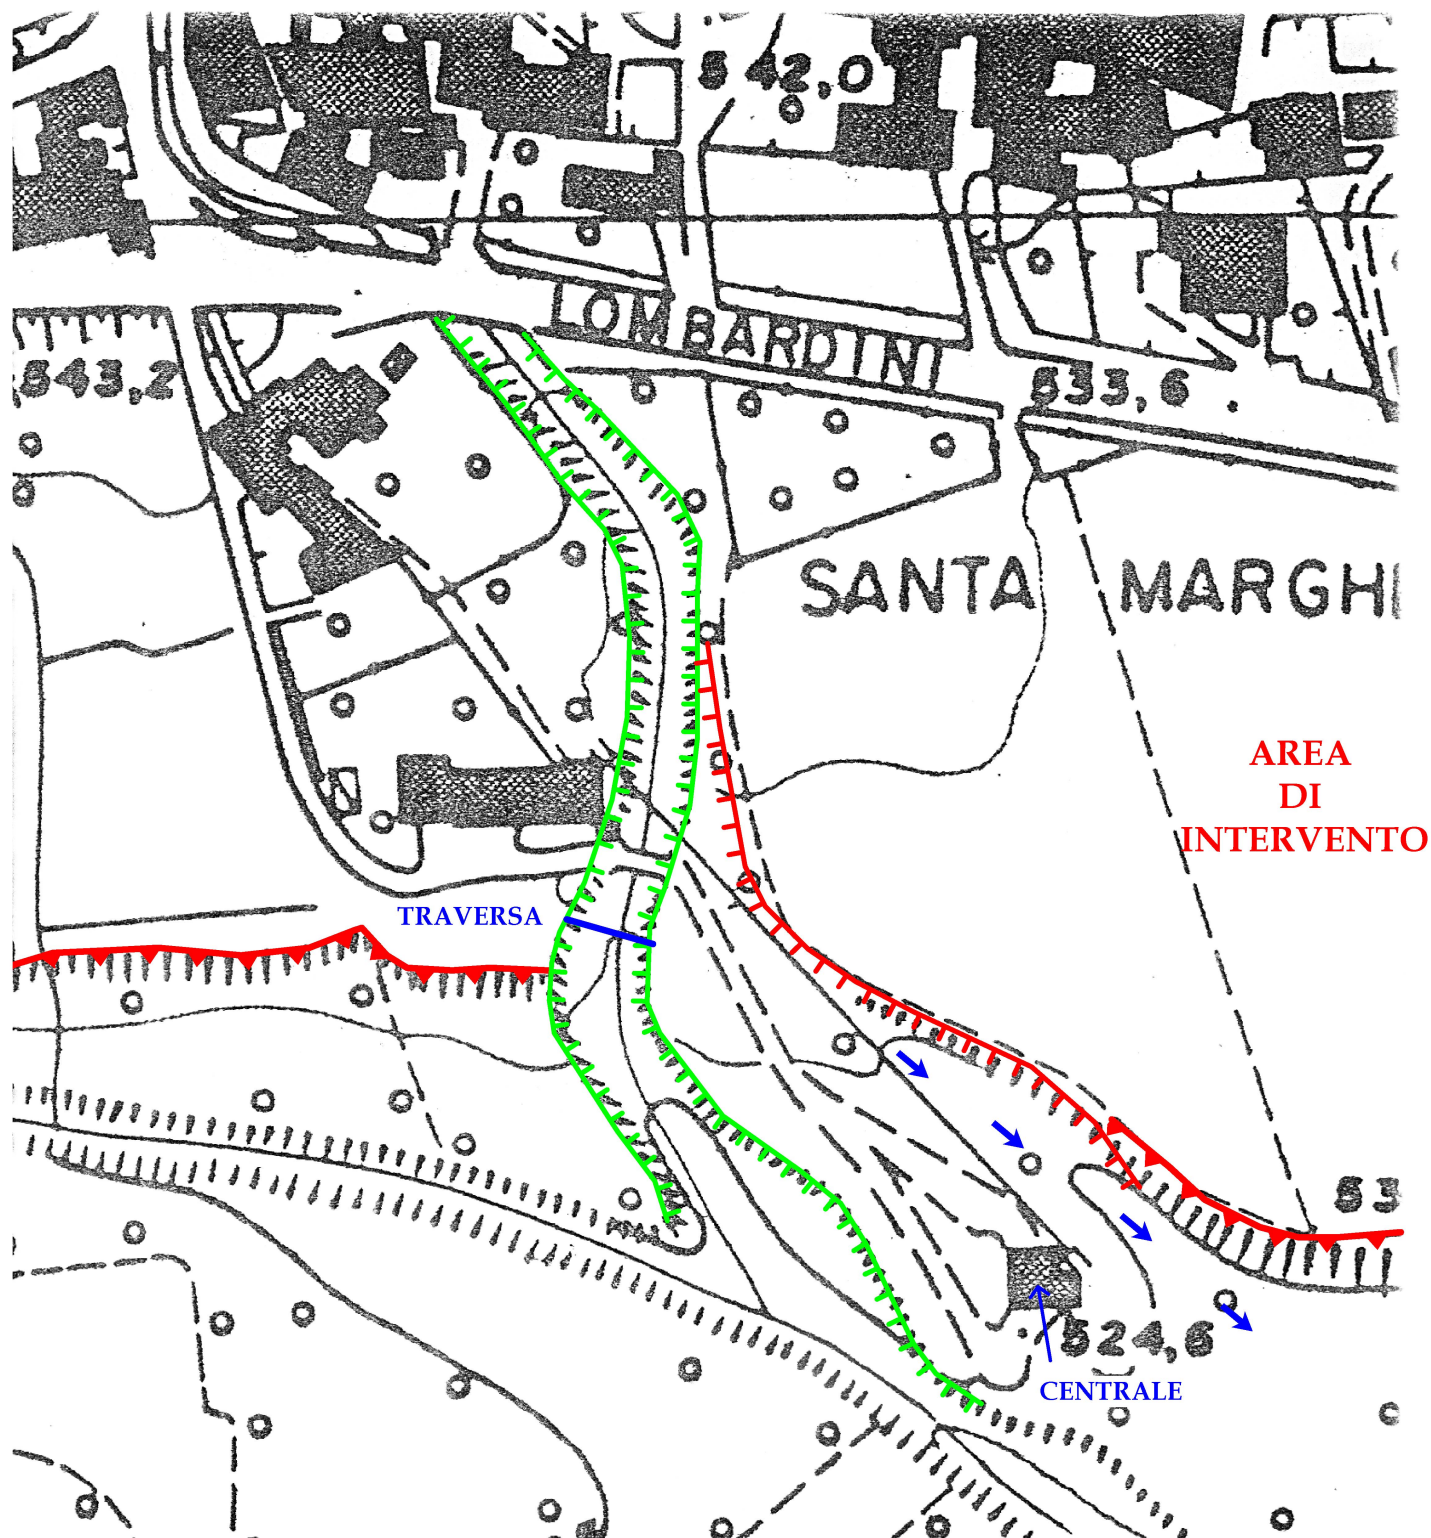 542,0
LOMBARDINI
543,2
533,6
SANTA MARGHI
AREA
DI
INTERVENTO
TRAVERSA
53
524,6
CENTRALE